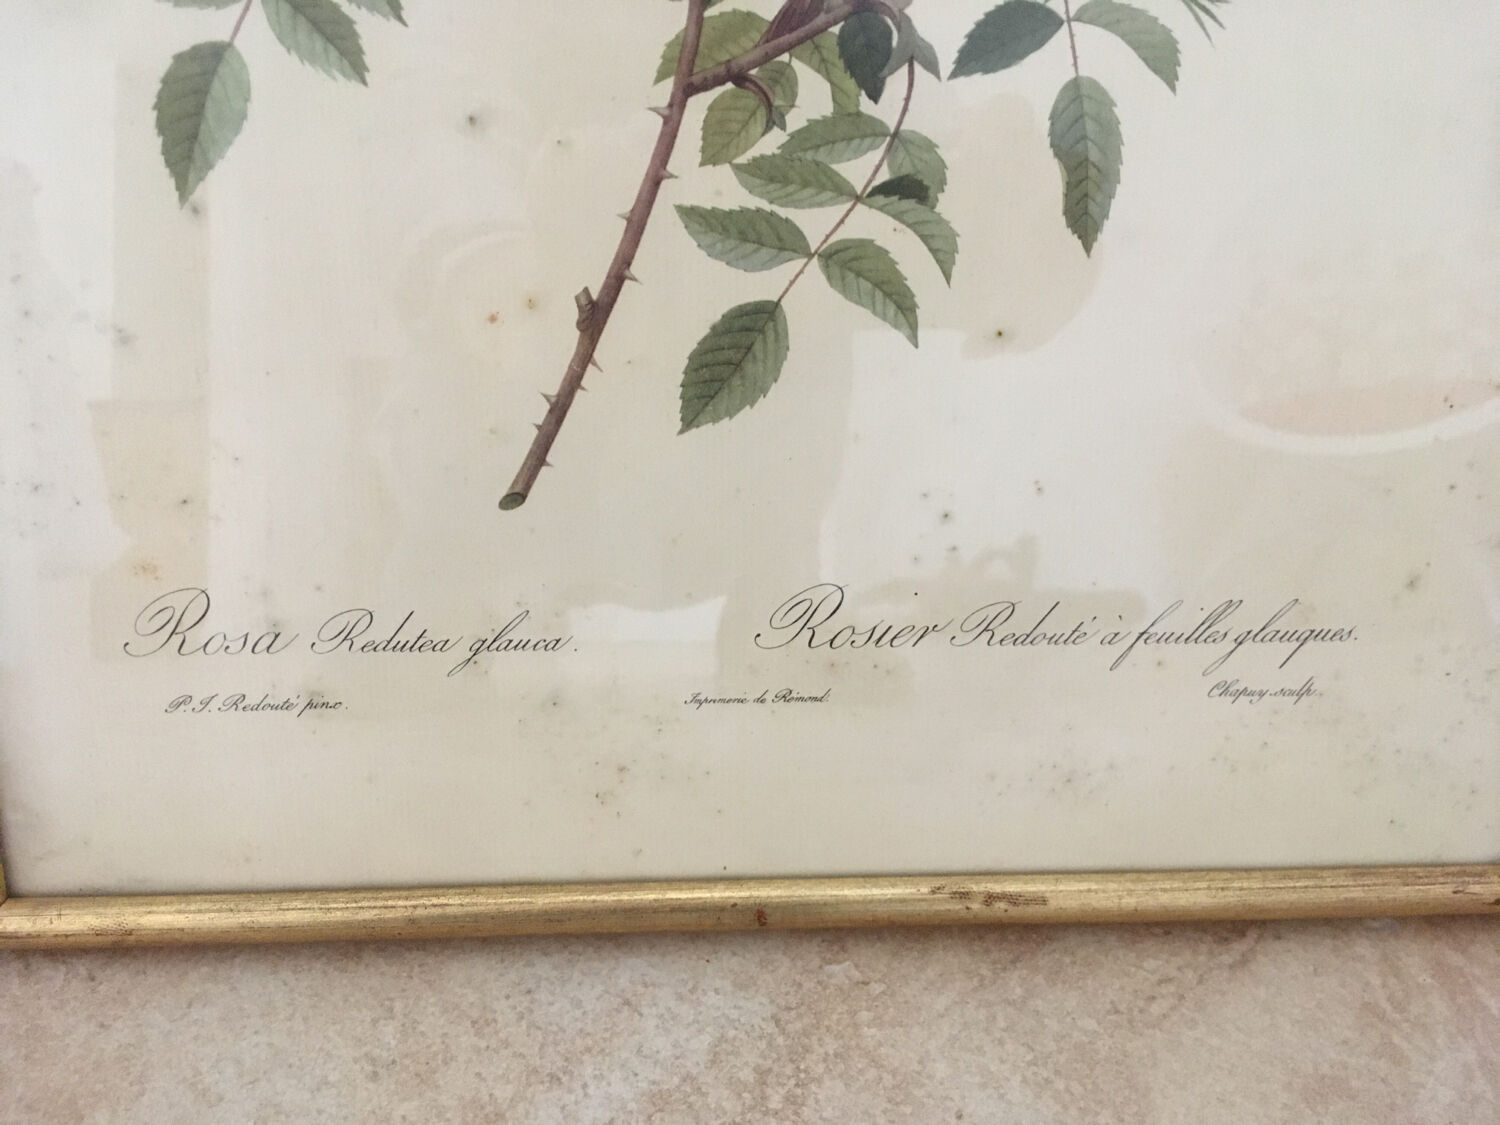 Rosa Redutea glauca.
Rosier Redouté à feuilles glauques.
P. J. Redouté pinx.
Imprimerie de Rémond.
Chapuy sculp.